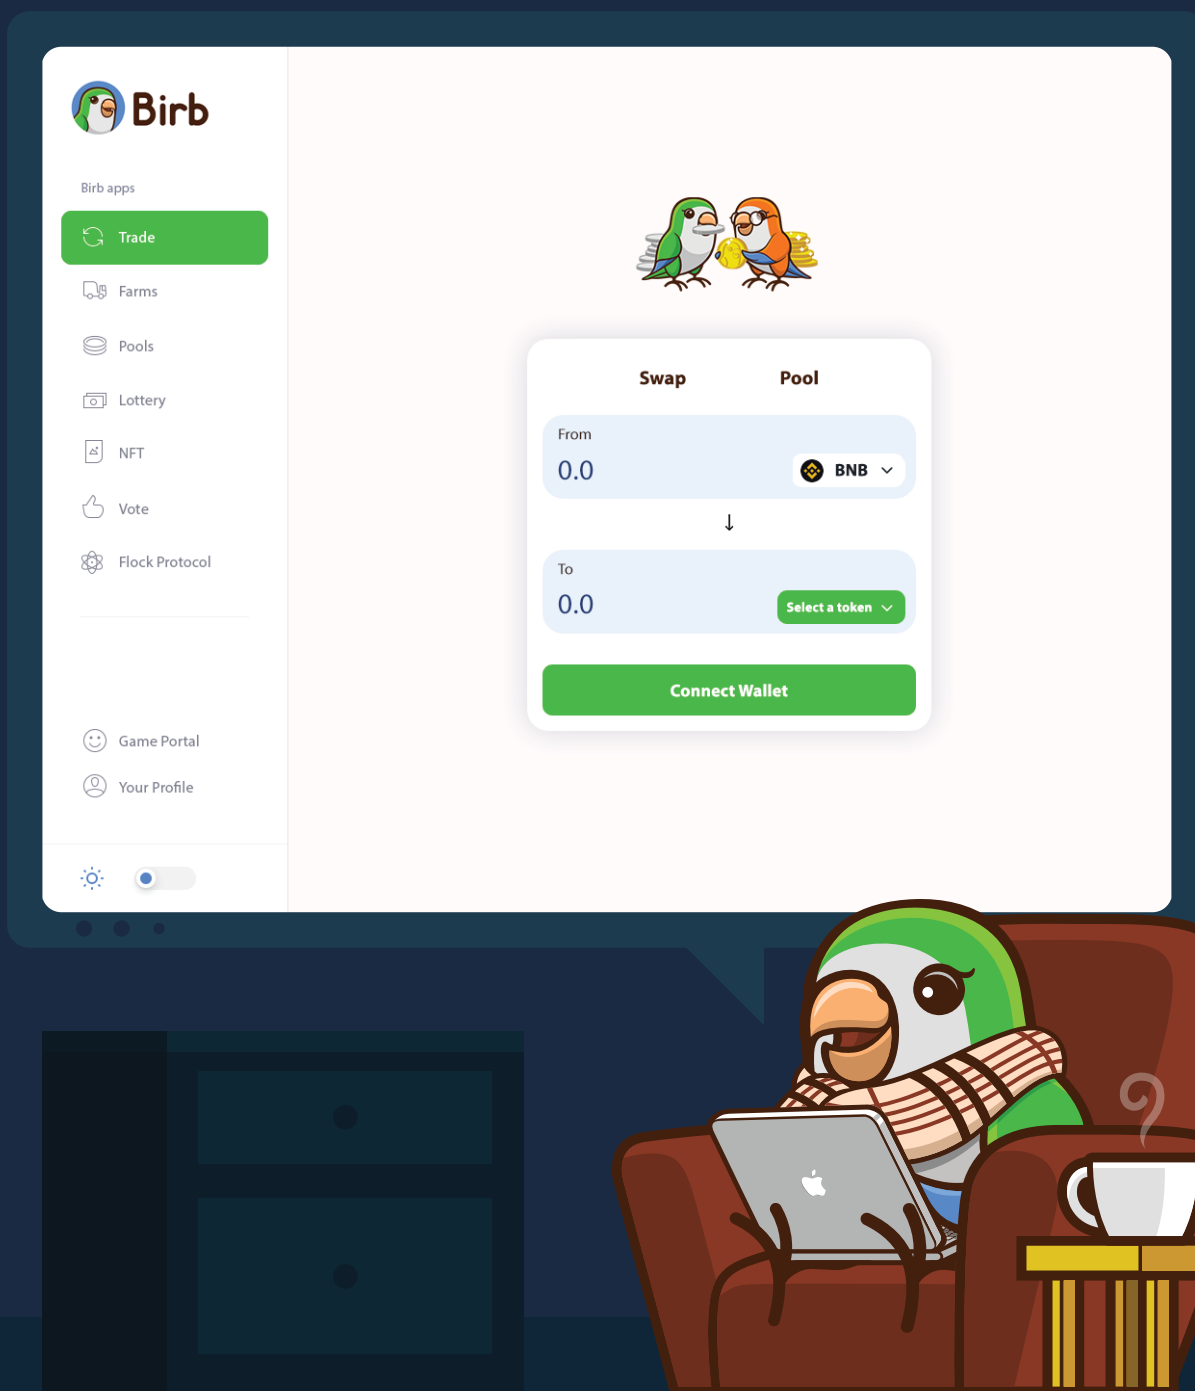 Birb
Birb apps
Trade
Farms
Pools
Lottery
NFT
Vote
Flock Protocol
Game Portal
Your Profile
Swap Pool
From
0.0 BNB
To
0.0 Select a token
Connect Wallet